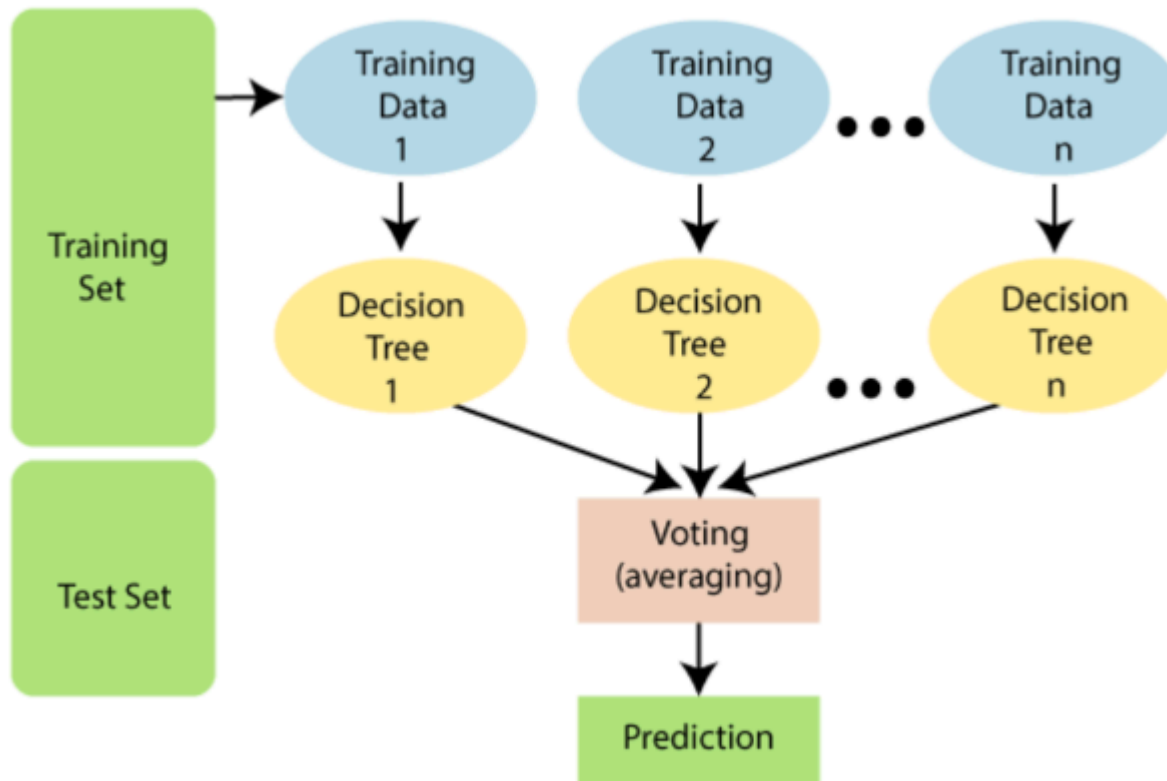 Training
Set
Test Set
Training
Data
1
Training
Data
2
Training
Data
n
Decision
Tree
1
Decision
Tree
2
Decision
Tree
n
Voting
(averaging)
Prediction